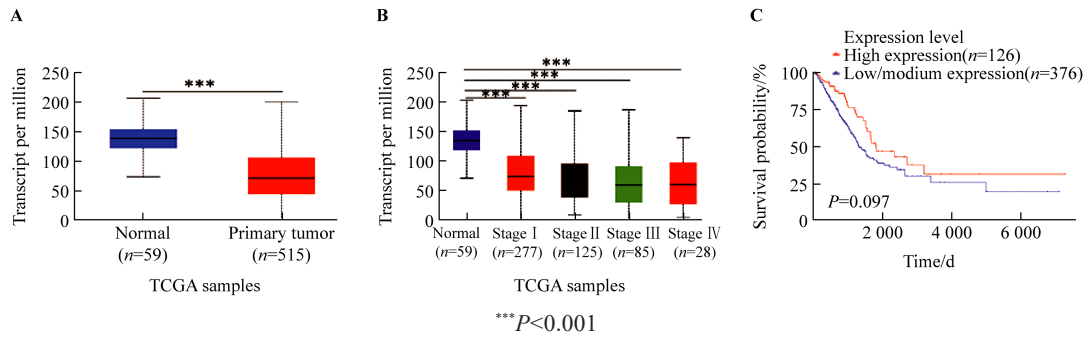 A
Transcript per million
250
200
150
100
50
0
***
Normal
(n=59)
Primary tumor
(n=515)
TCGA samples
B
Transcript per million
250
200
150
100
50
0
***
***
***
***
Normal
(n=59)
Stage Ⅰ
(n=277)
Stage Ⅱ
(n=125)
Stage Ⅲ
(n=85)
Stage Ⅳ
(n=28)
TCGA samples
C
Expression level
High expression(n=126)
Low/modium expression(n=376)
Survival probability/%
100
75
50
25
0
P=0.097
2 000
4 000
6 000
Time/d
***P<0.001